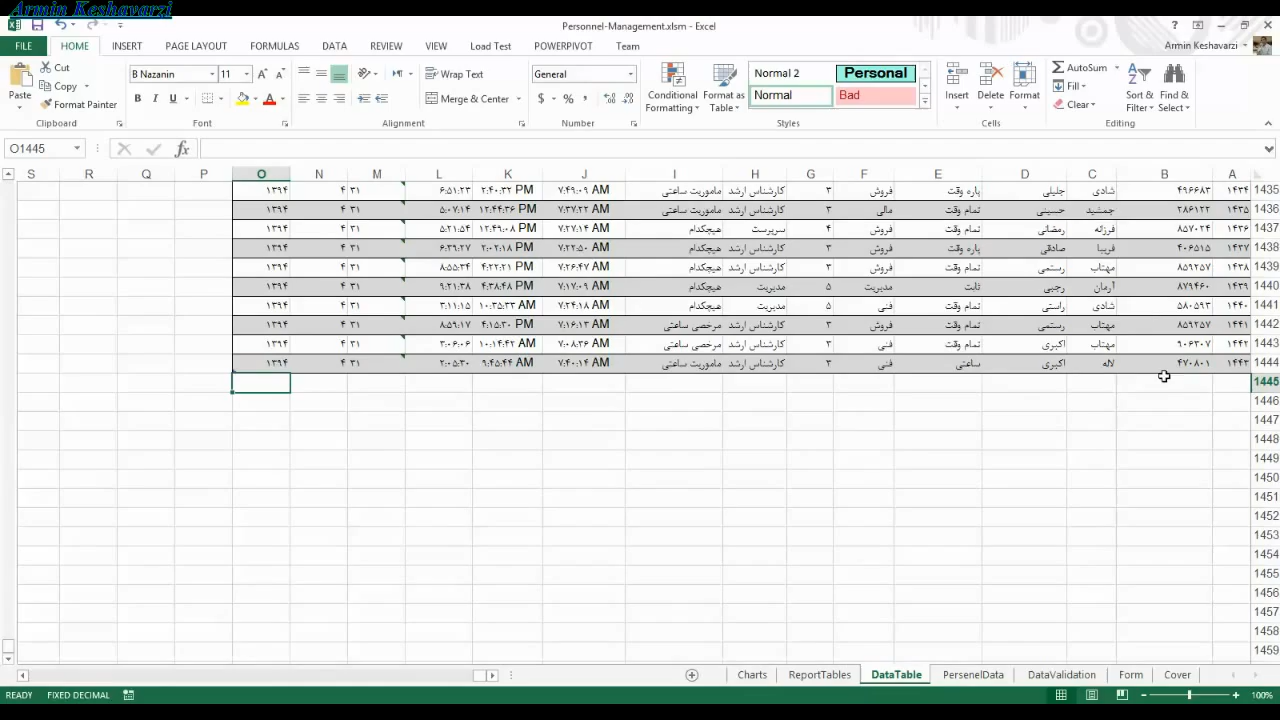 Armin Keshavarzi
Personnel-Management.xlsm - Excel
FILE HOME INSERT PAGE LAYOUT FORMULAS DATA REVIEW VIEW Load Test POWERPIVOT Team Armin Keshavarzi
Paste Cut Copy Format Painter
B Nazanin 11
Wrap Text Merge & Center
General
Conditional Formatting Format as Table
Normal 2 Personal
Normal Bad
Insert Delete Format
AutoSum Fill Clear
Sort & Filter Find & Select
Clipboard Font Alignment Number Styles Cells Editing
O1445
S R Q P O N M L K J I H G F E D C B A
1435 ۱۴۳۴ ۴۹۶۶۸۳ شادی جلیلی پاره وقت فروش ۳ کارشناس ارشد ماموریت ساعتی ۷:۴۹:۰۹ AM ۲:۴۰:۳۲ PM ۶:۵۱:۲۳ ۳۱ ۴ ۱۳۹۴
1436 ۱۴۳۵ ۲۸۶۱۲۲ جمشید حسینی تمام وقت مالی ۳ کارشناس ارشد ماموریت ساعتی ۷:۳۷:۲۲ AM ۱۲:۴۴:۳۶ PM ۵:۰۷:۱۴ ۳۱ ۴ ۱۳۹۴
1437 ۱۴۳۶ ۸۵۷۰۲۴ فرزانه رمضانی تمام وقت فروش ۴ سرپرست هیچکدام ۷:۲۷:۱۴ AM ۱۲:۴۹:۰۸ PM ۵:۲۱:۵۴ ۳۱ ۴ ۱۳۹۴
1438 ۱۴۳۷ ۴۰۶۵۱۵ فریبا صادقی پاره وقت فروش ۳ کارشناس ارشد هیچکدام ۷:۲۲:۵۰ AM ۲:۰۲:۱۸ PM ۶:۳۹:۲۷ ۳۱ ۴ ۱۳۹۴
1439 ۱۴۳۸ ۸۵۹۲۵۷ مهتاب رستمی تمام وقت فروش ۳ کارشناس ارشد هیچکدام ۷:۲۶:۴۷ AM ۴:۲۲:۲۱ PM ۸:۵۵:۳۴ ۳۱ ۴ ۱۳۹۴
1440 ۱۴۳۹ ۸۷۹۴۶۰ آرمان رجبی ثابت مدیریت ۵ مدیریت هیچکدام ۷:۱۷:۰۹ AM ۴:۳۸:۴۸ PM ۹:۲۱:۳۸ ۳۱ ۴ ۱۳۹۴
1441 ۱۴۴۰ ۵۸۰۵۹۳ شادی راستی تمام وقت فنی ۵ مدیریت هیچکدام ۷:۲۴:۱۸ AM ۱۰:۳۵:۳۳ AM ۳:۱۱:۱۵ ۳۱ ۴ ۱۳۹۴
1442 ۱۴۴۱ ۸۵۹۲۵۷ مهتاب رستمی تمام وقت فروش ۳ کارشناس ارشد مرخصی ساعتی ۷:۱۶:۱۳ AM ۴:۱۵:۳۰ PM ۸:۵۹:۱۷ ۳۱ ۴ ۱۳۹۴
1443 ۱۴۴۲ ۹۰۶۳۰۷ مهتاب اکبری تمام وقت فنی ۳ کارشناس ارشد مرخصی ساعتی ۷:۰۸:۳۶ AM ۱۰:۱۴:۴۲ AM ۳:۰۶:۰۶ ۳۱ ۴ ۱۳۹۴
1444 ۱۴۴۳ ۴۷۰۸۰۱ لاله اکبری ساعتی فنی ۳ کارشناس ارشد ماموریت ساعتی ۷:۴۰:۱۴ AM ۹:۴۵:۴۴ AM ۲:۰۵:۳۰ ۳۱ ۴ ۱۳۹۴
1445
1446
1447
1448
1449
1450
1451
1452
1453
1454
1455
1456
1457
1458
1459
Charts ReportTables DataTable PersenelData DataValidation Form Cover
READY FIXED DECIMAL 100%